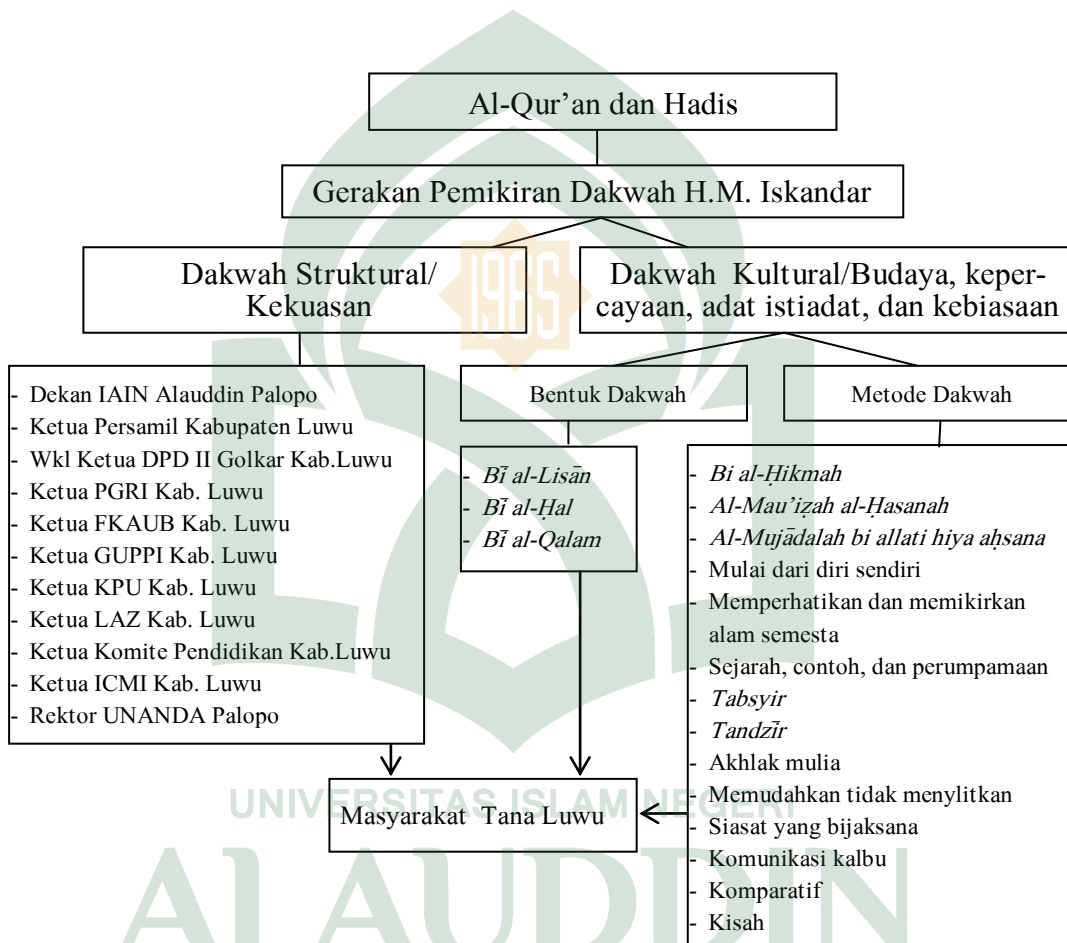 Al-Qur’an dan Hadis
Gerakan Pemikiran Dakwah H.M. Iskandar
Dakwah Struktural/
Kekuasan
Dakwah Kultural/Budaya, keper-
cayaan, adat istiadat, dan kebiasaan
- Dekan IAIN Alauddin Palopo
- Ketua Persamil Kabupaten Luwu
- Wkl Ketua DPD II Golkar Kab.Luwu
- Ketua PGRI Kab. Luwu
- Ketua FKAUB Kab. Luwu
- Ketua GUPPI Kab. Luwu
- Ketua KPU Kab. Luwu
- Ketua LAZ Kab. Luwu
- Ketua Komite Pendidikan Kab.Luwu
- Ketua ICMI Kab. Luwu
- Rektor UNANDA Palopo
Bentuk Dakwah
- Bī al-Lisān
- Bī al-Ḥal
- Bī al-Qalam
Metode Dakwah
- Bi al-Ḥikmah
- Al-Mau’iẓah al-Ḥasanah
- Al-Mujādalah bi allati hiya aḥsana
- Mulai dari diri sendiri
- Memperhatikan dan memikirkan
alam semesta
- Sejarah, contoh, dan perumpamaan
- Tabsyir
- Tandzīr
- Akhlak mulia
- Memudahkan tidak menylitkan
- Siasat yang bijaksana
- Komunikasi kalbu
- Komparatif
- Kisah
Masyarakat Tana Luwu
1965
UNIVERSITAS ISLAM NEGERI
ALAUDDIN